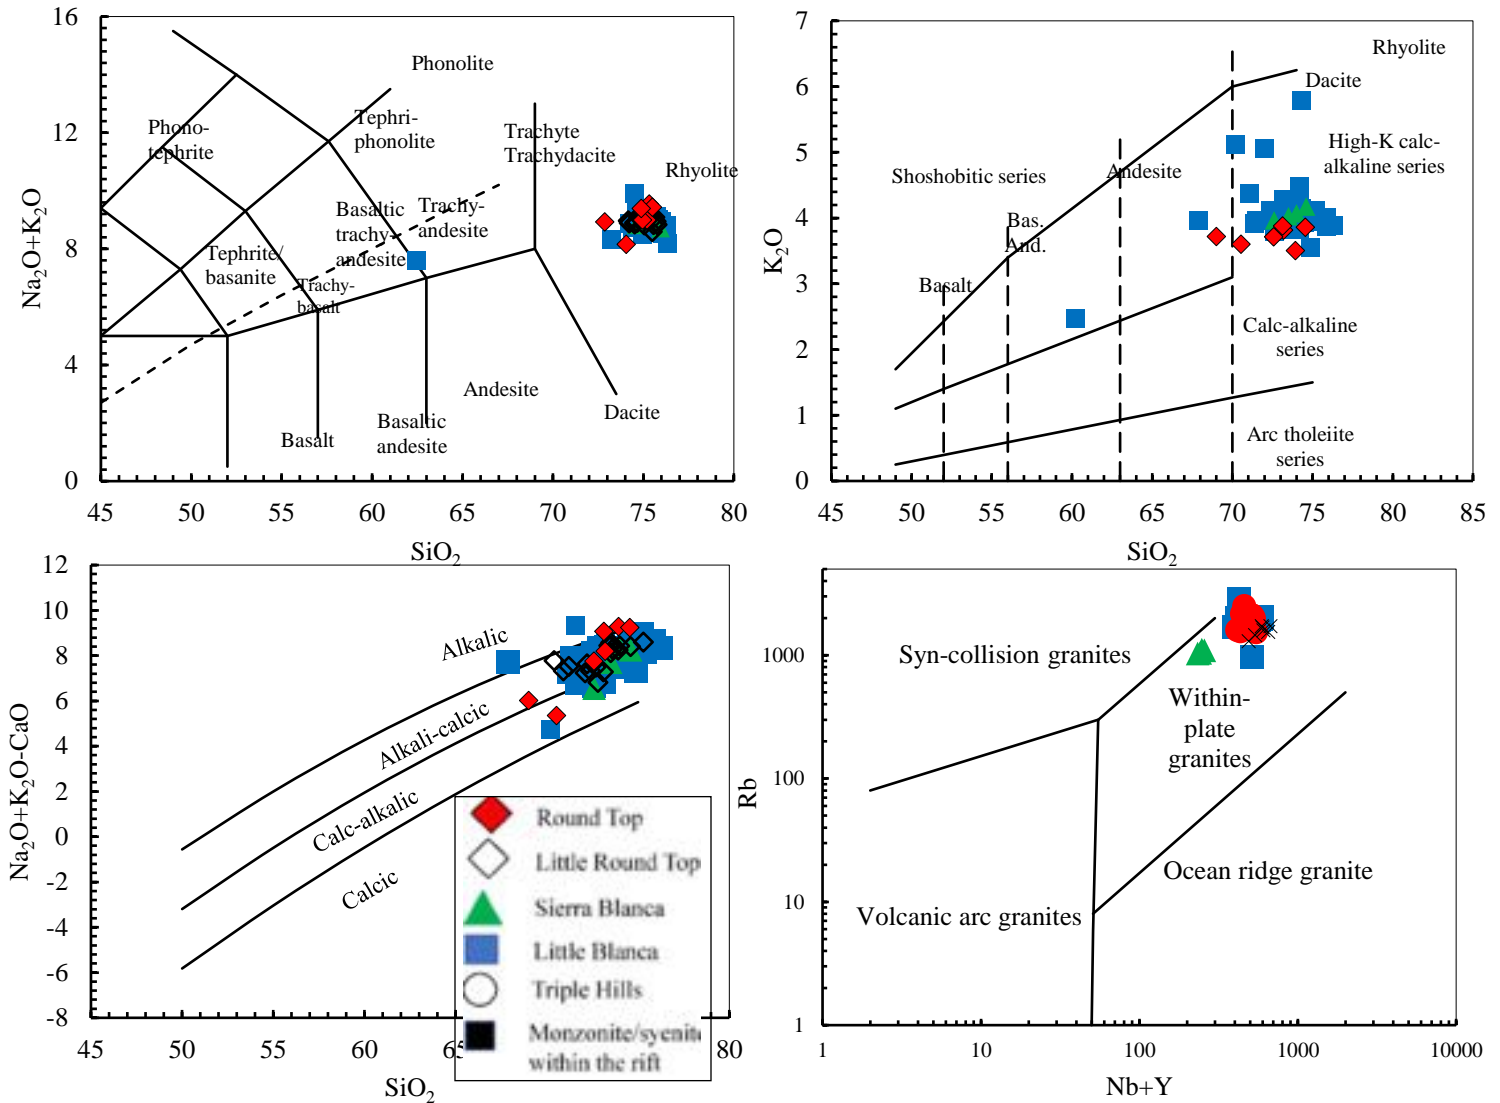 16
12
8
4
0
45
50
55
60
65
70
75
80
Na2O+K2O
SiO2
Phonolite
Phono-
tephrite
Tephri-
phonolite
Trachyte
Trachydacite
Rhyolite
Basaltic
trachy-
andesite
Trachy-
andesite
Tephrite/
basanite
Trachy-
basalt
Andesite
Basalt
Basaltic
andesite
Dacite
7
6
5
4
3
2
1
0
45
50
55
60
65
70
75
80
85
K2O
SiO2
Rhyolite
Dacite
High-K calc-
alkaline series
Andesite
Shoshobitic series
Bas.
And.
Basalt
Calc-alkaline
series
Arc tholeiite
series
12
10
8
6
4
2
0
-2
-4
-6
-8
45
50
55
60
65
80
Na2O+K2O-CaO
SiO2
Alkalic
Alkali-calcic
Calc-alkalic
Calcic
Round Top
Little Round Top
Sierra Blanca
Little Blanca
Triple Hills
Monzonite/syenite
within the rift
1000
100
10
1
1
10
100
1000
10000
Rb
Nb+Y
Syn-collision granites
Within-
plate
granites
Ocean ridge granite
Volcanic arc granites